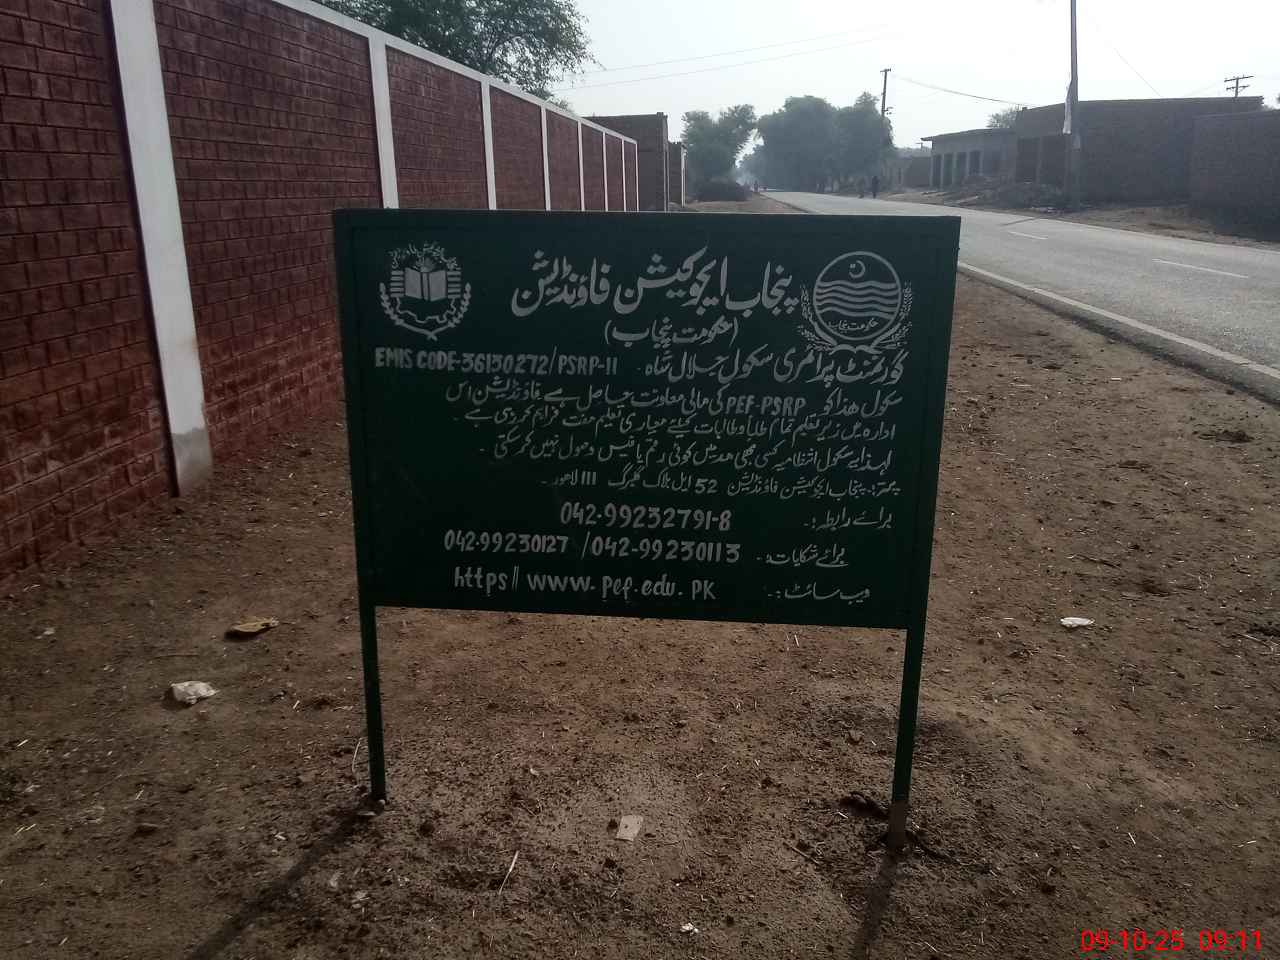 پنجاب ایجوکیشن فاؤنڈیشن
(حکومت پنجاب)
حکومت پنجاب
گورنمنٹ پرائمری سکول جلال شاہ - EMIS CODE-36130272/PSRP-II
سکول ھذا کو PEF-PSRP کی مالی معاونت حاصل ہے فاؤنڈیشن اس
ادارہ میں زیر تعلیم تمام طلباء و طالبات کیلئے معیاری تعلیم مفت فراہم کر رہی ہے -
لہذا یہ سکول انتظامیہ کسی بھی مد میں کوئی رقم یا فیس وصول نہیں کر سکتی -
پتہ:- پنجاب ایجوکیشن فاؤنڈیشن 52 ایل بلاک گلبرگ III لاہور -
برائے رابطہ:- 042-99232791-8
برائے شکایات:- 042-99230127 / 042-99230113
ویب سائٹ:- https// www.pef.edu.PK
09-10-25 09:11